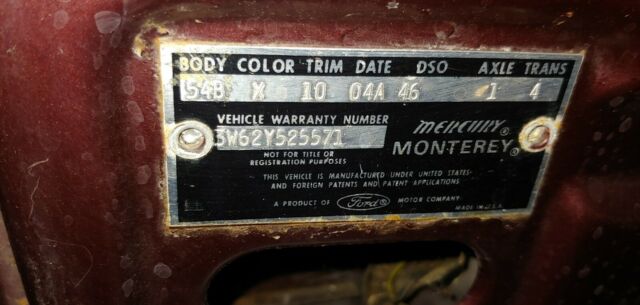 BODY COLOR TRIM DATE DSO AXLE TRANS
54B X 10 04A 46 1 4
VEHICLE WARRANTY NUMBER
3W62Y525571
NOT FOR TITLE OR
REGISTRATION PURPOSES
MERCURY®
MONTEREY®
THIS VEHICLE IS MANUFACTURED UNDER UNITED STATES
AND FOREIGN PATENTS AND PATENT APPLICATIONS
A PRODUCT OF Ford® MOTOR COMPANY
MADE IN U.S.A.